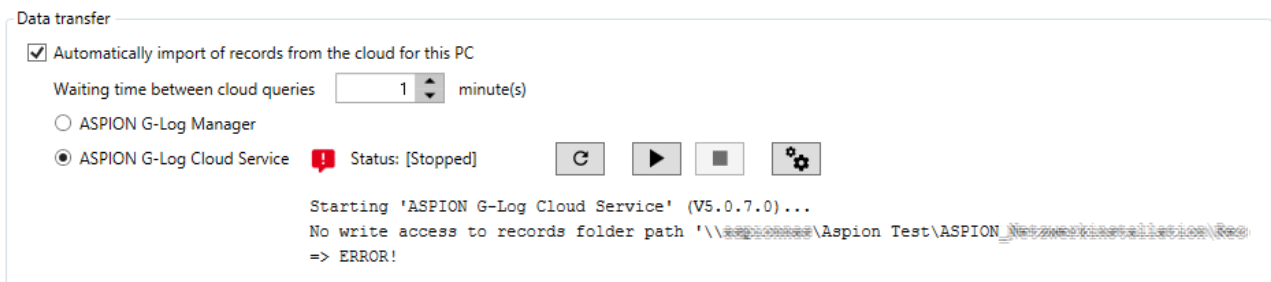 Data transfer
Automatically import of records from the cloud for this PC
Waiting time between cloud queries 1 minute(s)
ASPION G-Log Manager
ASPION G-Log Cloud Service Status: [Stopped]
Starting 'ASPION G-Log Cloud Service' (V5.0.7.0)...
No write access to records folder path '\\ \Aspion Test\ASPION_
=> ERROR!